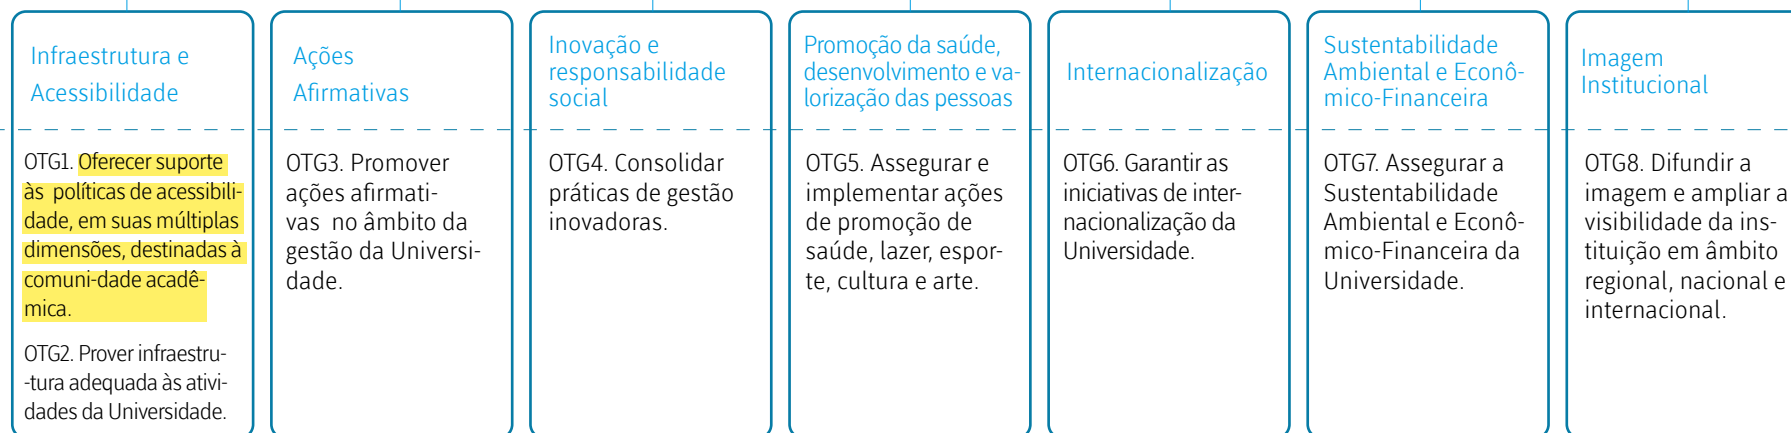 Infraestrutura e
Acessibilidade
OTG1. Oferecer suporte
às políticas de acessibili-
dade, em suas múltiplas
dimensões, destinadas à
comuni-dade acadê-
mica.
OTG2. Prover infraestru-
-tura adequada às ativi-
dades da Universidade.
Ações
Afirmativas
OTG3. Promover
ações afirmati-
vas no âmbito da
gestão da Universi-
dade.
Inovação e
responsabilidade
social
OTG4. Consolidar
práticas de gestão
inovadoras.
Promoção da saúde,
desenvolvimento e va-
lorização das pessoas
OTG5. Assegurar e
implementar ações
de promoção de
saúde, lazer, espor-
te, cultura e arte.
Internacionalização
OTG6. Garantir as
iniciativas de inter-
nacionalização da
Universidade.
Sustentabilidade
Ambiental e Econô-
mico-Financeira
OTG7. Assegurar a
Sustentabilidade
Ambiental e Econô-
mico-Financeira da
Universidade.
Imagem
Institucional
OTG8. Difundir a
imagem e ampliar a
visibilidade da ins-
tituição em âmbito
regional, nacional e
internacional.